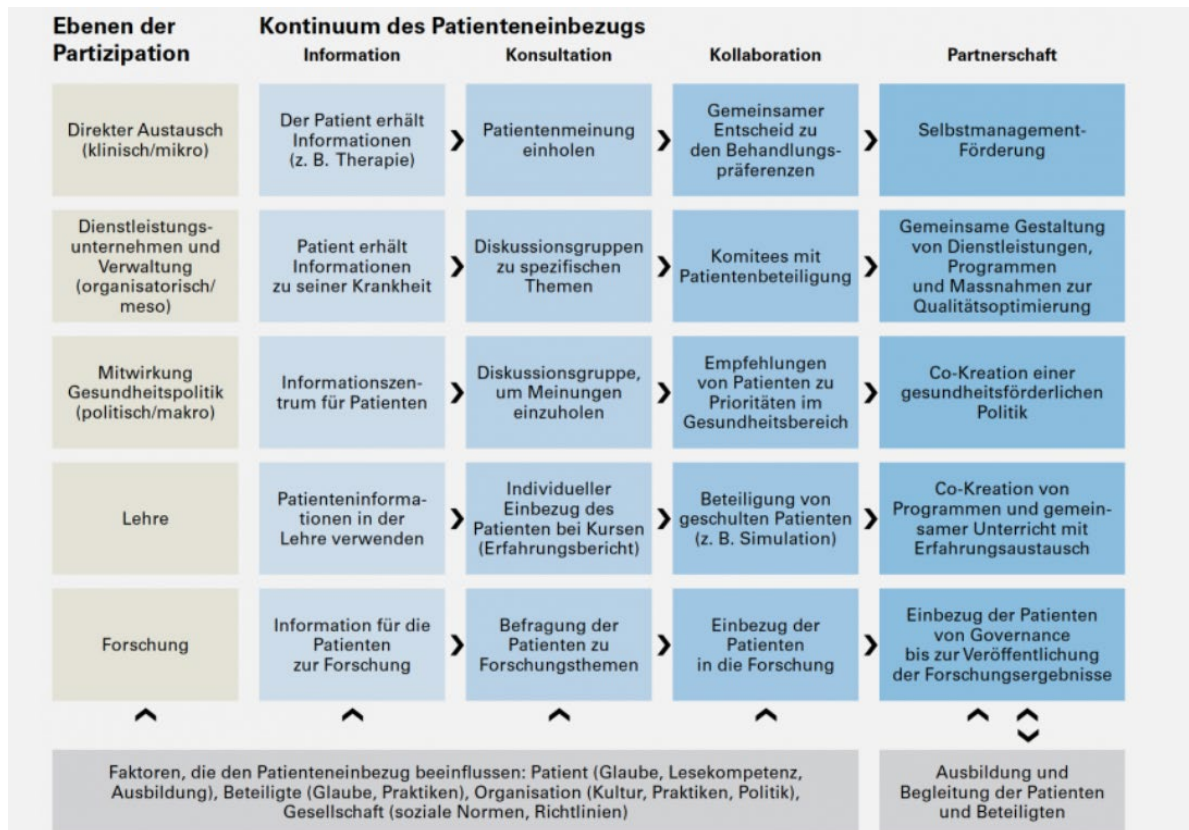 Ebenen der
Partizipation
Kontinuum des Patienteneinbezugs
Information
Konsultation
Kollaboration
Partnerschaft
Direkter Austausch
(klinisch/mikro)
Der Patient erhält
Informationen
(z. B. Therapie)
Patientenmeinung
einholen
Gemeinsamer
Entscheid zu
den Behandlungs-
präferenzen
Selbstmanagement-
Förderung
Dienstleistungs-
unternehmen und
Verwaltung
(organisatorisch/
meso)
Patient erhält
Informationen
zu seiner Krankheit
Diskussionsgruppen
zu spezifischen
Themen
Komitees mit
Patientenbeteiligung
Gemeinsame Gestaltung
von Dienstleistungen,
Programmen
und Massnahmen zur
Qualitätsoptimierung
Mitwirkung
Gesundheitspolitik
(politisch/makro)
Informationszen-
trum für Patienten
Diskussionsgruppe,
um Meinungen
einzuholen
Empfehlungen
von Patienten zu
Prioritäten im
Gesundheitsbereich
Co-Kreation einer
gesundheitsförderlichen
Politik
Lehre
Patienteninforma-
tionen in der
Lehre verwenden
Individueller
Einbezug des
Patienten bei Kursen
(Erfahrungsbericht)
Beteiligung von
geschulten Patienten
(z. B. Simulation)
Co-Kreation von
Programmen und gemein-
samer Unterricht mit
Erfahrungsaustausch
Forschung
Information für die
Patienten
zur Forschung
Befragung der
Patienten zu
Forschungsthemen
Einbezug der
Patienten
in die Forschung
Einbezug der Patienten
von Governance
bis zur Veröffentlichung
der Forschungsergebnisse
Faktoren, die den Patienteneinbezug beeinflussen: Patient (Glaube, Lesekompetenz,
Ausbildung), Beteiligte (Glaube, Praktiken), Organisation (Kultur, Praktiken, Politik),
Gesellschaft (soziale Normen, Richtlinien)
Ausbildung und
Begleitung der Patienten
und Beteiligten